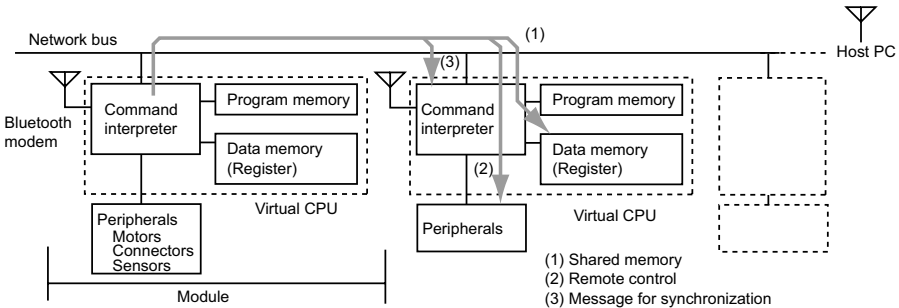 Network bus
(1)
Host PC
(3)
Bluetooth
modem
Command
interpreter
Program memory
Data memory
(Register)
Virtual CPU
Command
interpreter
Program memory
Data memory
(Register)
(2)
Virtual CPU
Peripherals
Motors
Connectors
Sensors
Peripherals
Module
(1) Shared memory
(2) Remote control
(3) Message for synchronization